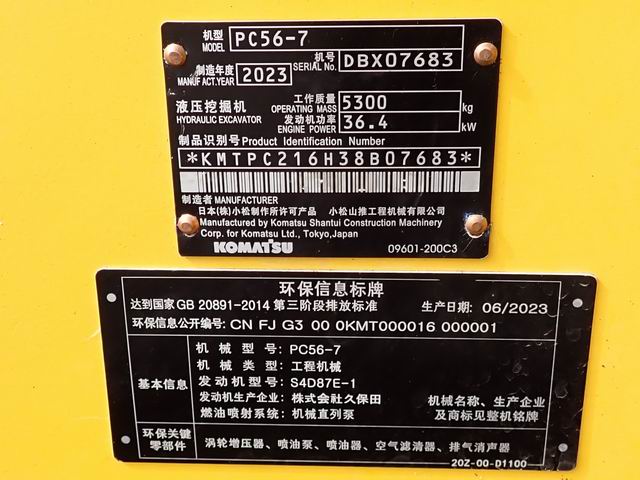 机型 MODEL PC56-7
机号 SERIAL No. DBX07683
制造年度 MANUFACT.YEAR 2023
液压挖掘机 HYDRAULIC EXCAVATOR
工作质量 OPERATING MASS 5300 kg
发动机功率 ENGINE POWER 36.4 kW
制品识别号 Product Identification Number
*KMTPC216H38B07683*
制造者 MANUFACTURER
日本(株)小松制作所许可产品 小松山推工程机械有限公司
Manufactured by Komatsu Shantui Construction Machinery
Corp. for Komatsu Ltd., Tokyo,Japan
KOMATSU 09601-200C3
环保信息标牌
达到国家GB 20891-2014 第三阶段排放标准 生产日期: 06/2023
环保信息公开编号: CN FJ G3 00 0KMT000016 000001
基本信息
机械型号: PC56-7
机械类型: 工程机械
发动机型号: S4D87E-1
发动机生产企业: 株式会社久保田
燃油喷射系统: 机械直列泵
机械名称、生产企业
及商标见整机铭牌
环保关键
零部件
涡轮增压器、喷油泵、喷油器、空气滤清器、排气消声器
20Z-00-D1100